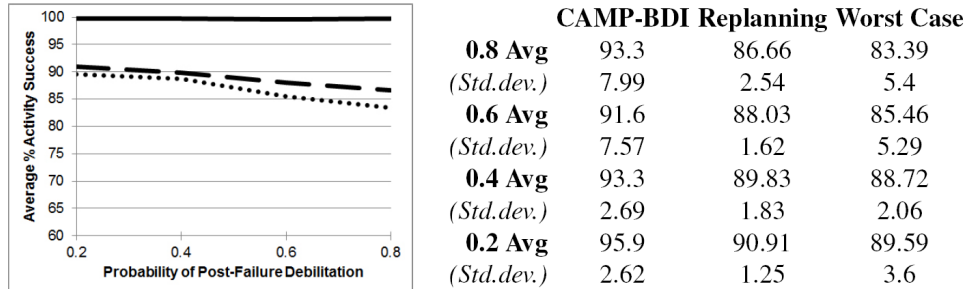 100
95
90
85
80
75
70
65
60
Average % Activity Success
0.2 0.4 0.6 0.8
Probability of Post-Failure Debilitation
CAMP-BDI Replanning Worst Case
0.8 Avg 93.3 86.66 83.39
(Std.dev.) 7.99 2.54 5.4
0.6 Avg 91.6 88.03 85.46
(Std.dev.) 7.57 1.62 5.29
0.4 Avg 93.3 89.83 88.72
(Std.dev.) 2.69 1.83 2.06
0.2 Avg 95.9 90.91 89.59
(Std.dev.) 2.62 1.25 3.6